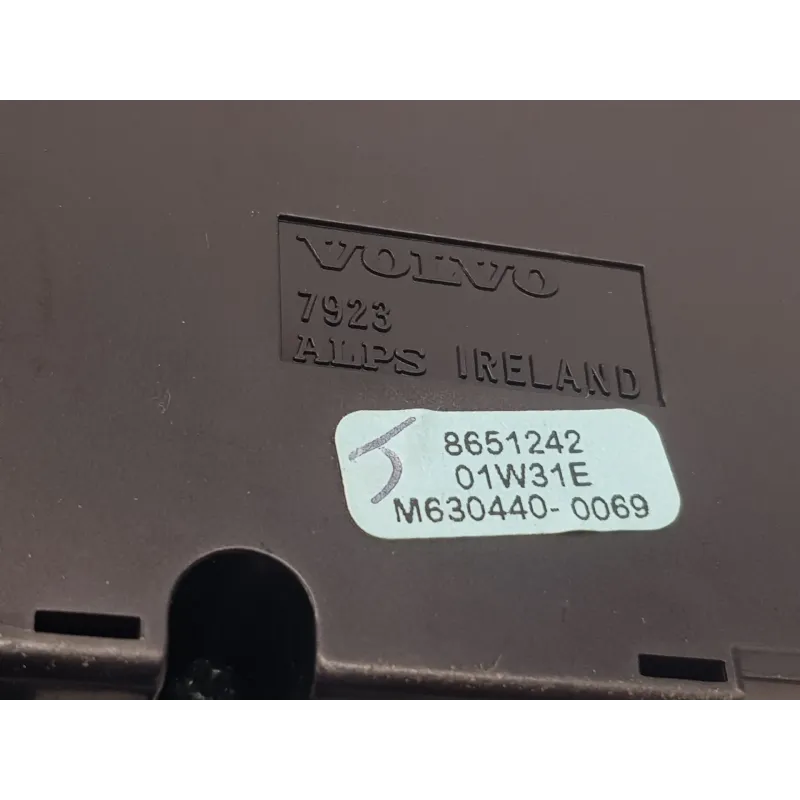 VOLVO
7923
ALPS IRELAND
8651242
01W31E
M630440-0069